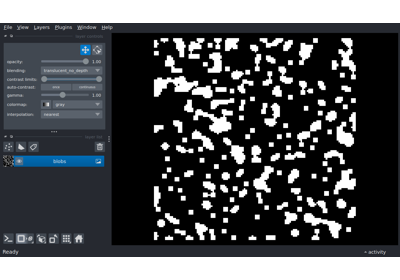 File View Layers Plugins Window Help
opacity: 1.00
blending: translucent_no_depth
contrast limits:
auto-contrast: once continuous
gamma: 1.00
colormap: gray
interpolation: nearest
blobs
Ready activity